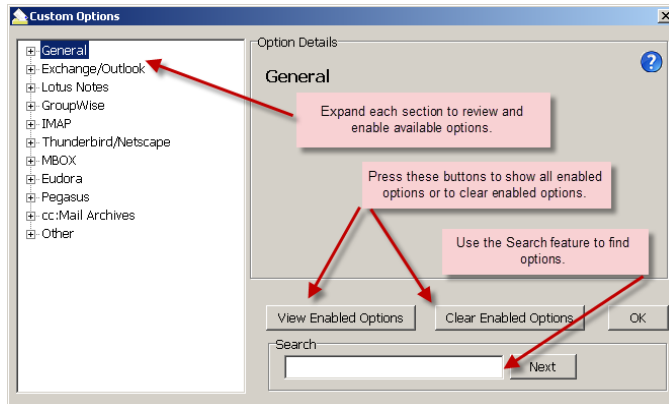 Custom Options
General
Exchange/Outlook
Lotus Notes
GroupWise
IMAP
Thunderbird/Netscape
MBOX
Eudora
Pegasus
cc:Mail Archives
Other
Option Details
General
?
Expand each section to review and
enable available options.
Press these buttons to show all enabled
options or to clear enabled options.
Use the Search feature to find
options.
View Enabled Options
Clear Enabled Options
OK
Search
Next